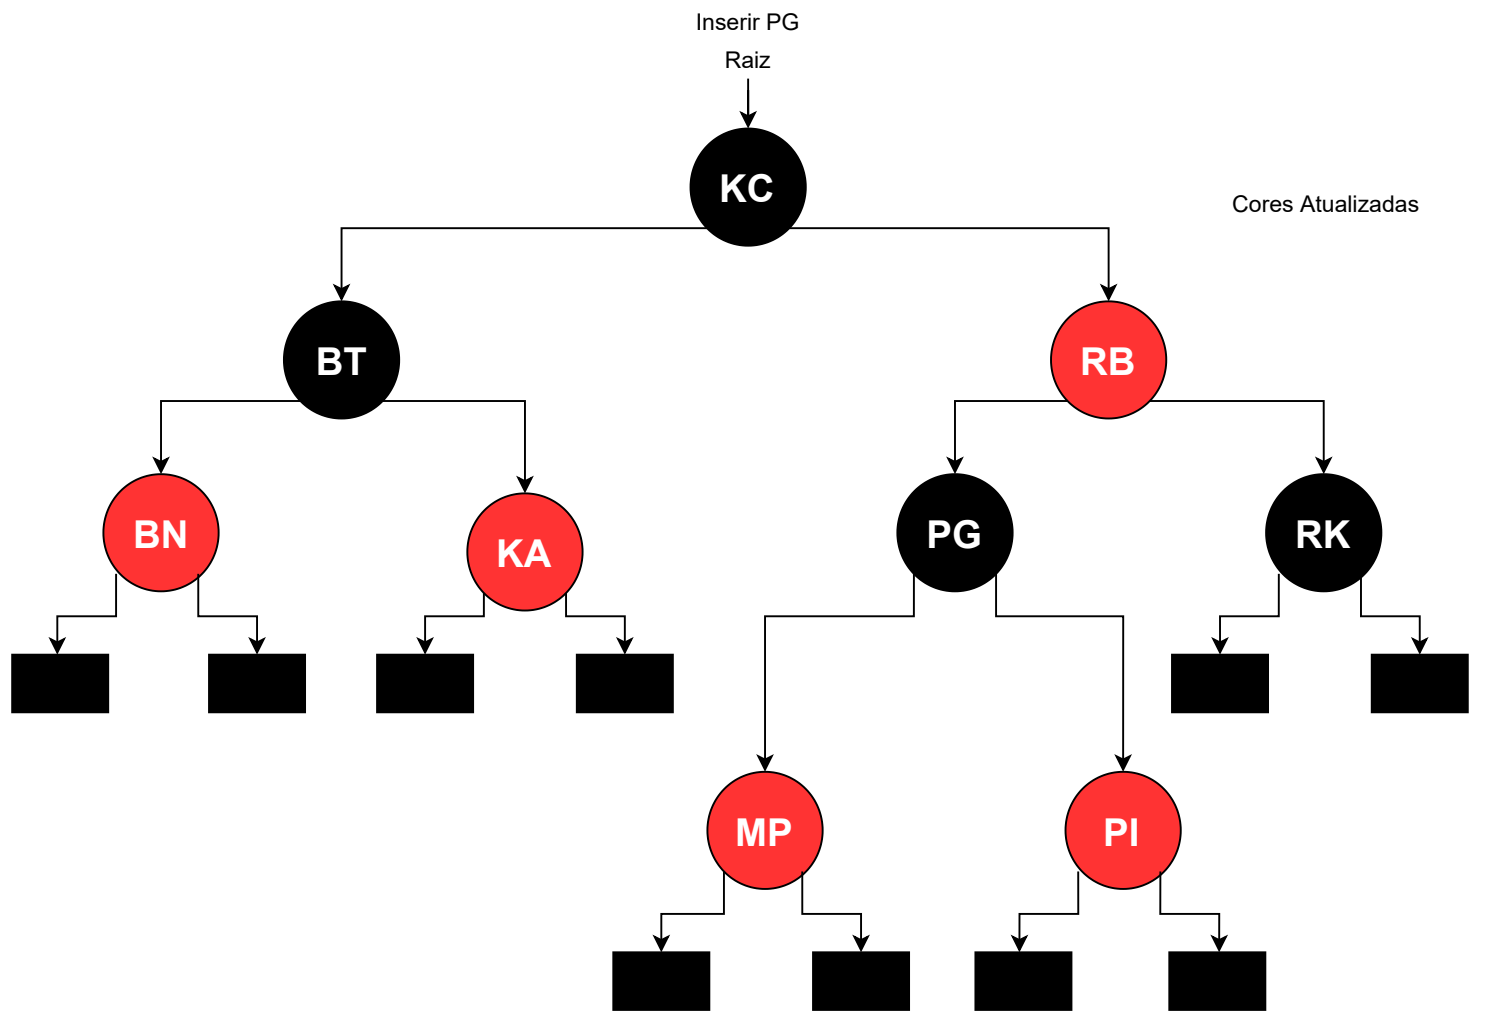 Inserir PG
Raiz
KC
Cores Atualizadas
BT
RB
BN
KA
PG
RK
MP
PI